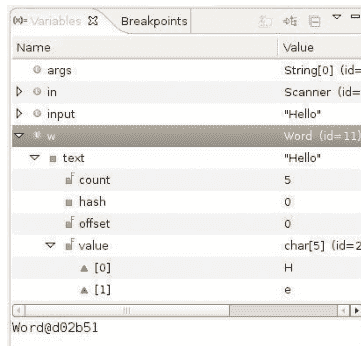 (x)= Variables Breakpoints
Name Value
args String[0] (id=
in Scanner (id=
input "Hello"
w Word (id=11)
text "Hello"
count 5
hash 0
offset 0
value char[5] (id=2
[0] H
[1] e
Word@d02b51